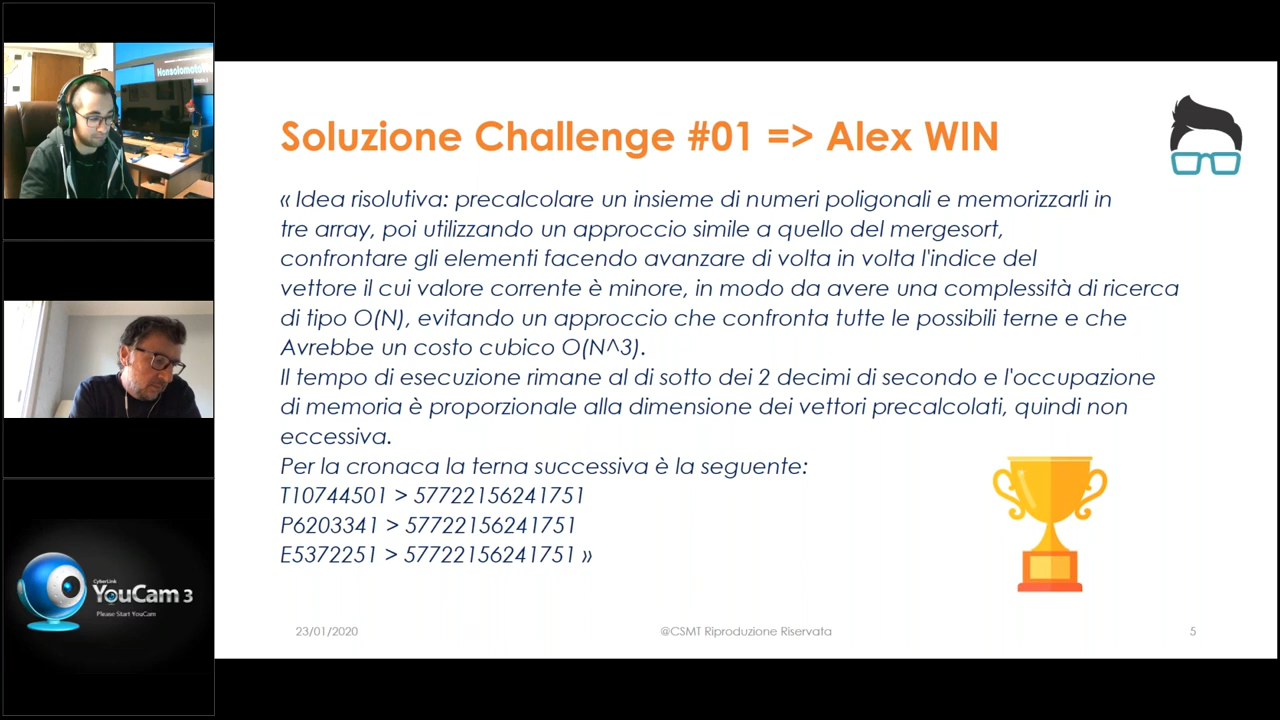 Nonsolomoto
CyberLink
YouCam 3
Please Start YouCam
Soluzione Challenge #01 => Alex WIN
« Idea risolutiva: precalcolare un insieme di numeri poligonali e memorizzarli in
tre array, poi utilizzando un approccio simile a quello del mergesort,
confrontare gli elementi facendo avanzare di volta in volta l'indice del
vettore il cui valore corrente è minore, in modo da avere una complessità di ricerca
di tipo O(N), evitando un approccio che confronta tutte le possibili terne e che
Avrebbe un costo cubico O(N^3).
Il tempo di esecuzione rimane al di sotto dei 2 decimi di secondo e l'occupazione
di memoria è proporzionale alla dimensione dei vettori precalcolati, quindi non
eccessiva.
Per la cronaca la terna successiva è la seguente:
T10744501 > 57722156241751
P6203341 > 57722156241751
E5372251 > 57722156241751 »
23/01/2020
@CSMT Riproduzione Riservata
5